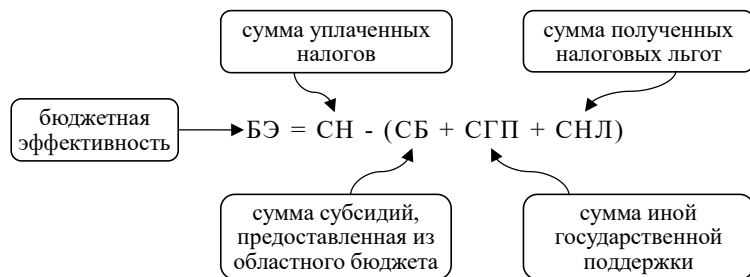 сумма уплаченных
налогов
сумма полученных
налоговых льгот
бюджетная
эффективность
БЭ = СН - (СБ + СГП + СНЛ)
сумма субсидий,
предоставленная из
областного бюджета
сумма иной
государственной
поддержки